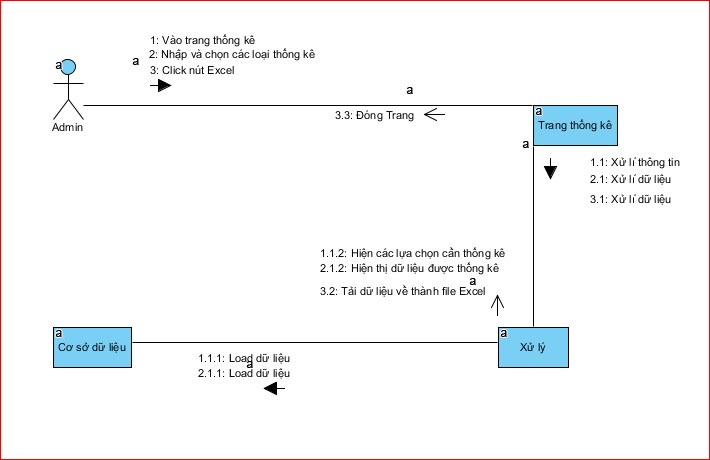 1: Vào trang thống kê
2: Nhập và chọn các loại thống kê
3: Click nút Excel
a
a
a
Admin
3.3: Đóng Trang
a
Trang thống kê
a
1.1: Xử lí thông tin
2.1: Xử lí dữ liệu
3.1: Xử lí dữ liệu
1.1.2: Hiện các lựa chọn cần thống kê
2.1.2: Hiện thị dữ liệu được thống kê
a
3.2: Tải dữ liệu về thành file Excel
a
Cơ sở dữ liệu
a
Xử lý
1.1.1: Load dữ liệu
a
2.1.1: Load dữ liệu